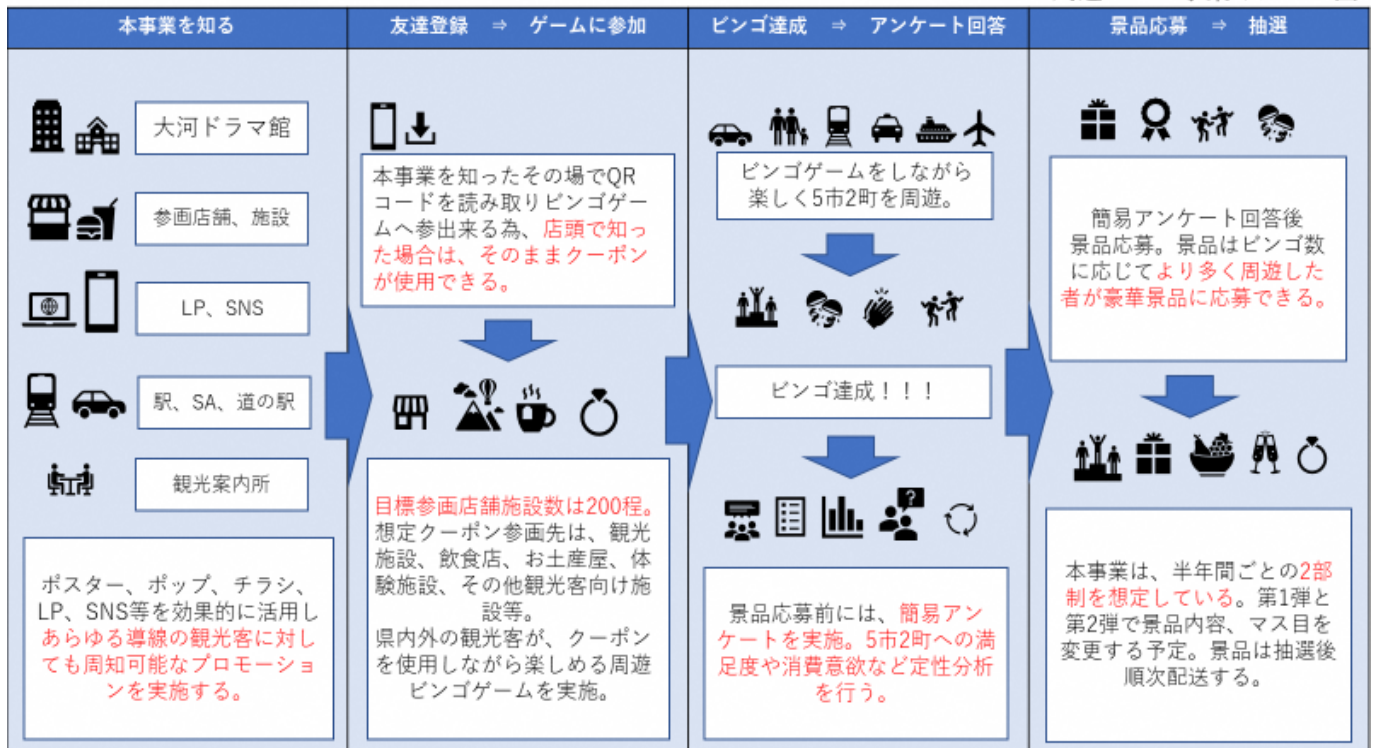 本事業を知る
大河ドラマ館
参画店舗、施設
LP、SNS
駅、SA、道の駅
観光案内所
ポスター、ポップ、チラシ、
LP、SNS等を効果的に活用し
あらゆる導線の観光客に対し
ても周知可能なプロモーショ
ンを実施する。
友達登録 ⇒ ゲームに参加
本事業を知ったその場でQR
コードを読み取りビンゴゲー
ムへ参出来る為、店頭で知っ
た場合は、そのままクーポン
が使用できる。
目標参画店舗施設数は200程。
想定クーポン参画先は、観光
施設、飲食店、お土産屋、体
験施設、その他観光客向け施
設等。
県内外の観光客が、クーポン
を使用しながら楽しめる周遊
ビンゴゲームを実施。
ビンゴ達成 ⇒ アンケート回答
ビンゴゲームをしながら
楽しく5市2町を周遊。
ビンゴ達成！！！
?
景品応募前には、簡易アン
ケートを実施。5市2町への満
足度や消費意欲など定性分析
を行う。
景品応募 ⇒ 抽選
簡易アンケート回答後
景品応募。景品はビンゴ数
に応じてより多く周遊した
者が豪華景品に応募できる。
本事業は、半年間ごとの2部
制を想定している。第1弾と
第2弾で景品内容、マス目を
変更する予定。景品は抽選後
順次配送する。